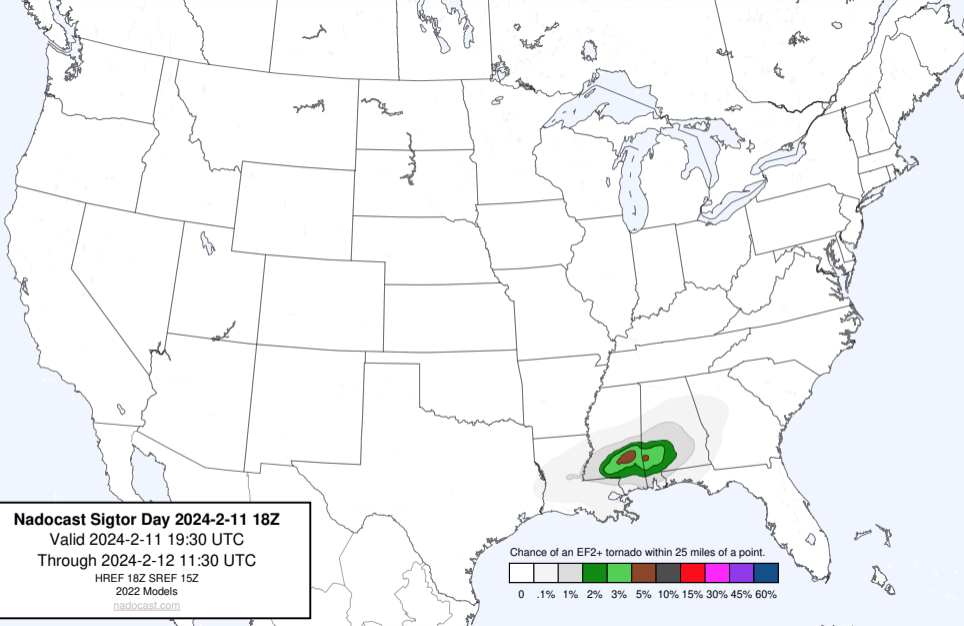 Nadocast Sigtor Day 2024-2-11 18Z
Valid 2024-2-11 19:30 UTC
Through 2024-2-12 11:30 UTC
HREF 18Z SREF 15Z
2022 Models
nadocast.com
Chance of an EF2+ tornado within 25 miles of a point.
0 .1% 1% 2% 3% 5% 10% 15% 30% 45% 60%